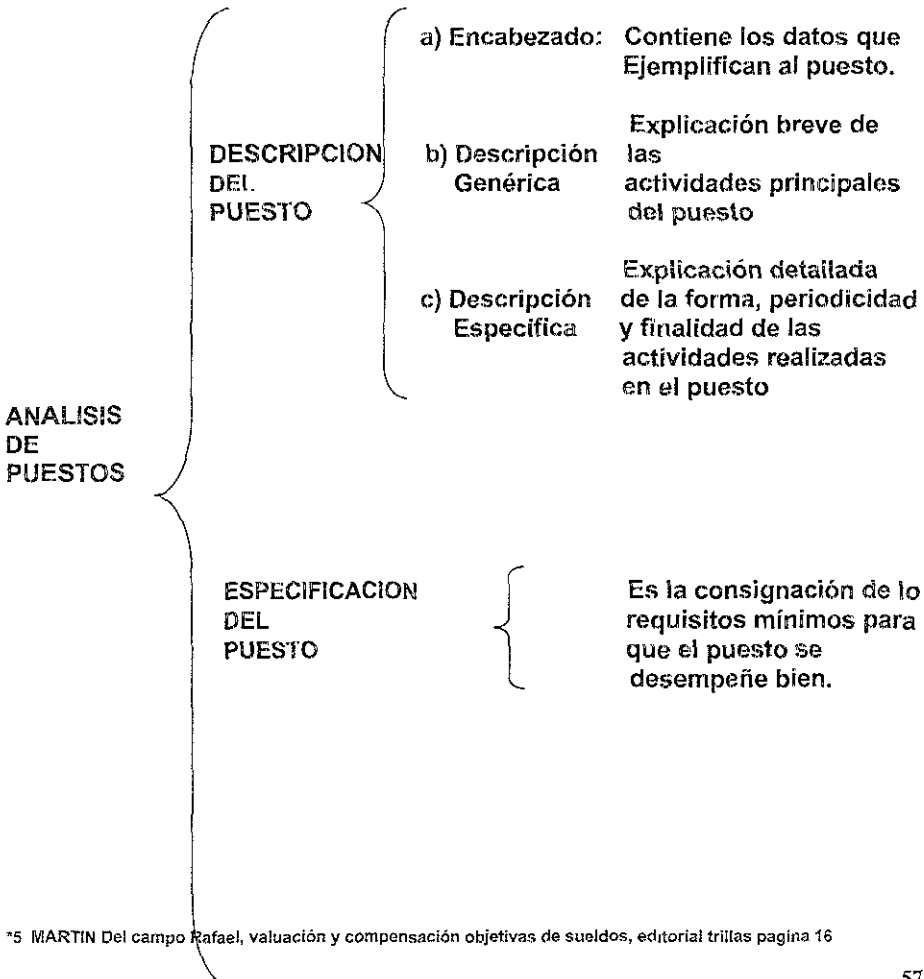 a) Encabezado: Contiene los datos que
Ejemplifican al puesto.
DESCRIPCION
DEL
PUESTO
b) Descripción
Genérica
Explicación breve de
las
actividades principales
del puesto
c) Descripción
Especifica
Explicación detallada
de la forma, periodicidad
y finalidad de las
actividades realizadas
en el puesto
ANALISIS
DE
PUESTOS
ESPECIFICACION
DEL
PUESTO
Es la consignación de lo
requisitos mínimos para
que el puesto se
desempeñe bien.
*5 MARTIN Del campo Rafael, valuación y compensación objetivas de sueldos, editorial trillas pagina 16
57